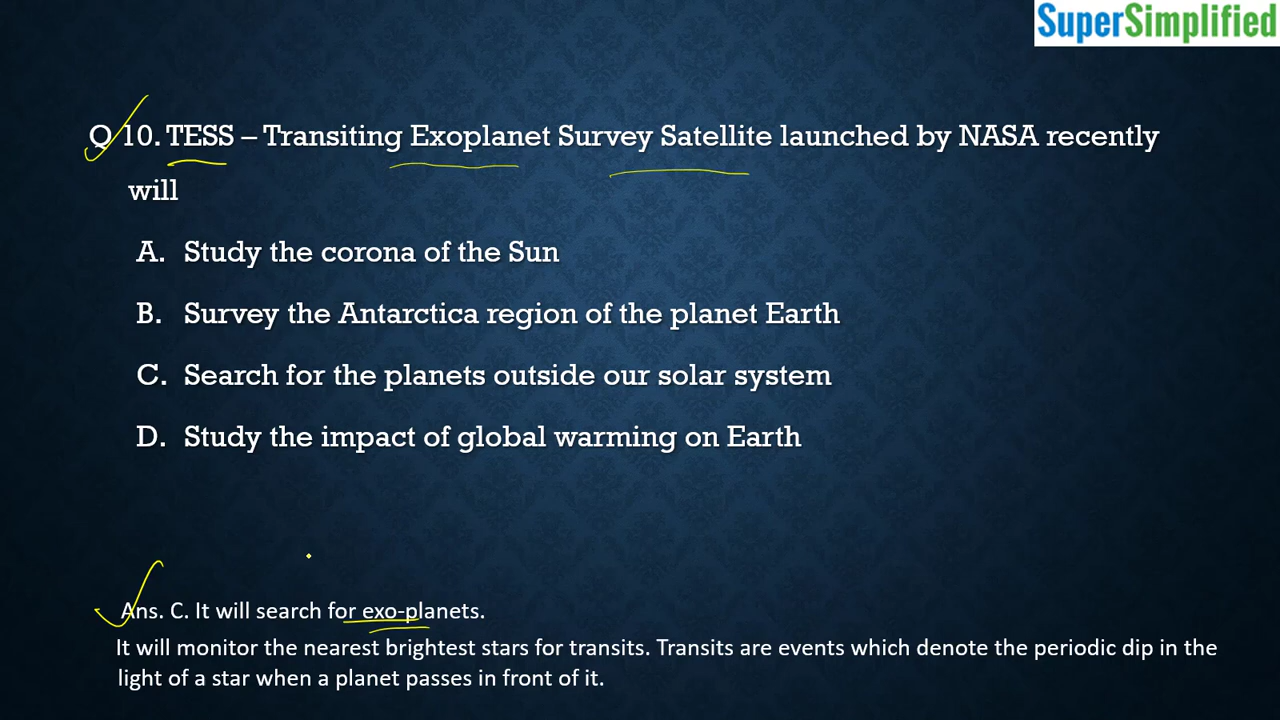 SuperSimplified
Q 10. TESS – Transiting Exoplanet Survey Satellite launched by NASA recently
will
A. Study the corona of the Sun
B. Survey the Antarctica region of the planet Earth
C. Search for the planets outside our solar system
D. Study the impact of global warming on Earth
Ans. C. It will search for exo-planets.
It will monitor the nearest brightest stars for transits. Transits are events which denote the periodic dip in the
light of a star when a planet passes in front of it.